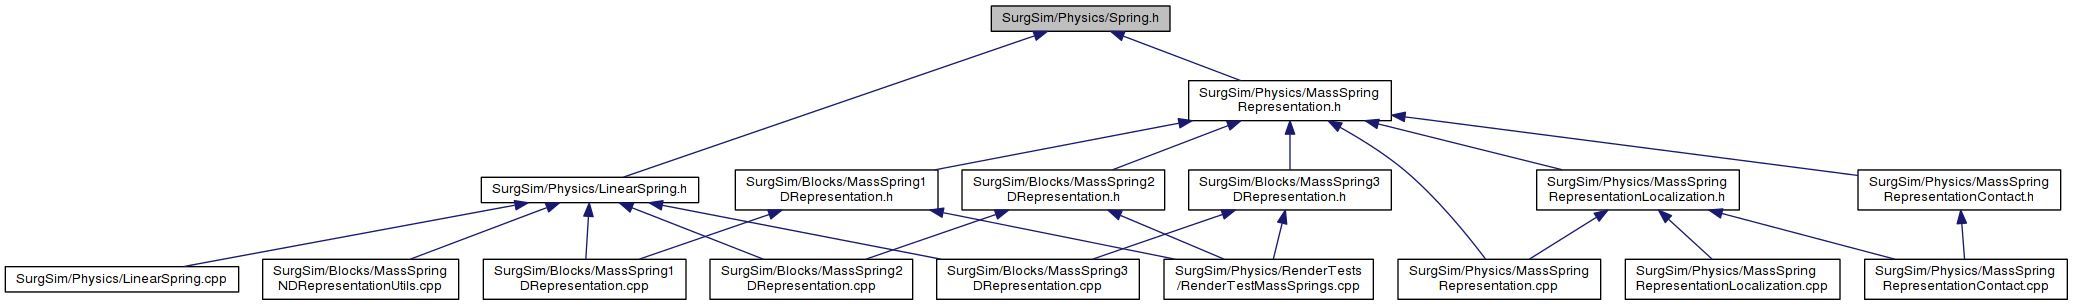 SurgSim/Physics/Spring.h
SurgSim/Physics/MassSpring
Representation.h
SurgSim/Physics/LinearSpring.h
SurgSim/Blocks/MassSpring1
DRepresentation.h
SurgSim/Blocks/MassSpring2
DRepresentation.h
SurgSim/Blocks/MassSpring3
DRepresentation.h
SurgSim/Physics/MassSpring
RepresentationLocalization.h
SurgSim/Physics/MassSpring
RepresentationContact.h
SurgSim/Physics/LinearSpring.cpp
SurgSim/Blocks/MassSpring
NDRepresentationUtils.cpp
SurgSim/Blocks/MassSpring1
DRepresentation.cpp
SurgSim/Blocks/MassSpring2
DRepresentation.cpp
SurgSim/Blocks/MassSpring3
DRepresentation.cpp
SurgSim/Physics/RenderTests
/RenderTestMassSprings.cpp
SurgSim/Physics/MassSpring
Representation.cpp
SurgSim/Physics/MassSpring
RepresentationLocalization.cpp
SurgSim/Physics/MassSpring
RepresentationContact.cpp